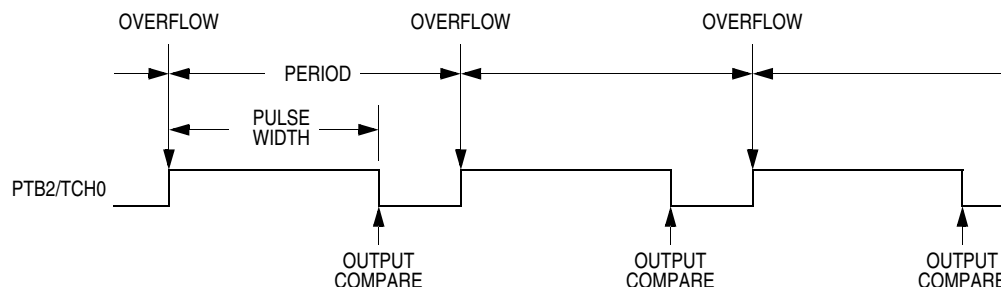 OVERFLOW OVERFLOW OVERFLOW
PERIOD
PULSE
WIDTH
PTB2/TCH0
OUTPUT
COMPARE
OUTPUT
COMPARE
OUTPUT
COMPARE